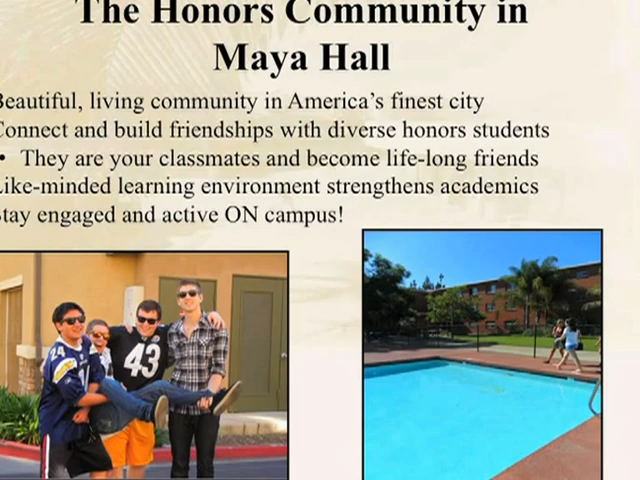 The Honors Community in
Maya Hall
Beautiful, living community in America's finest city
Connect and build friendships with diverse honors students
• They are your classmates and become life-long friends
Like-minded learning environment strengthens academics
Stay engaged and active ON campus!
24
43